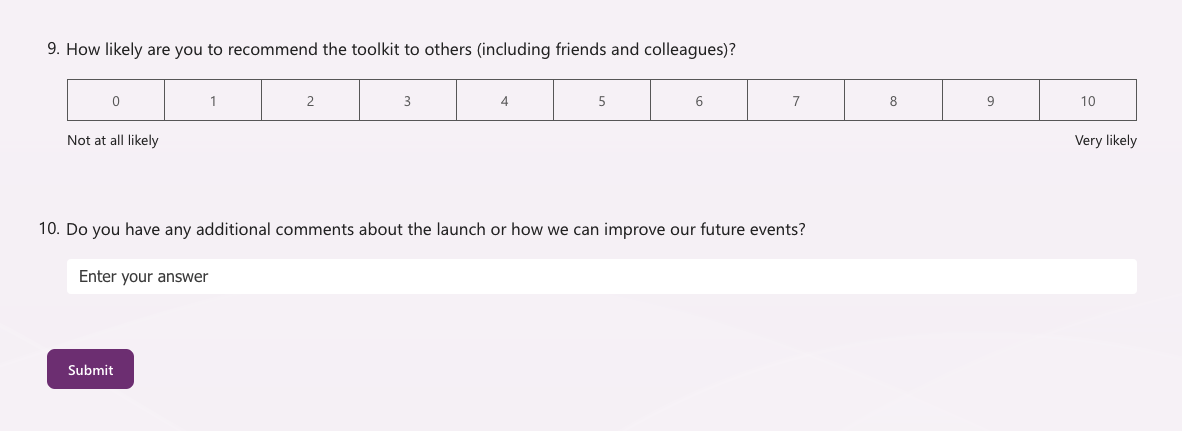 9. How likely are you to recommend the toolkit to others (including friends and colleagues)?
0 1 2 3 4 5 6 7 8 9 10
Not at all likely Very likely
10. Do you have any additional comments about the launch or how we can improve our future events?
Enter your answer
Submit